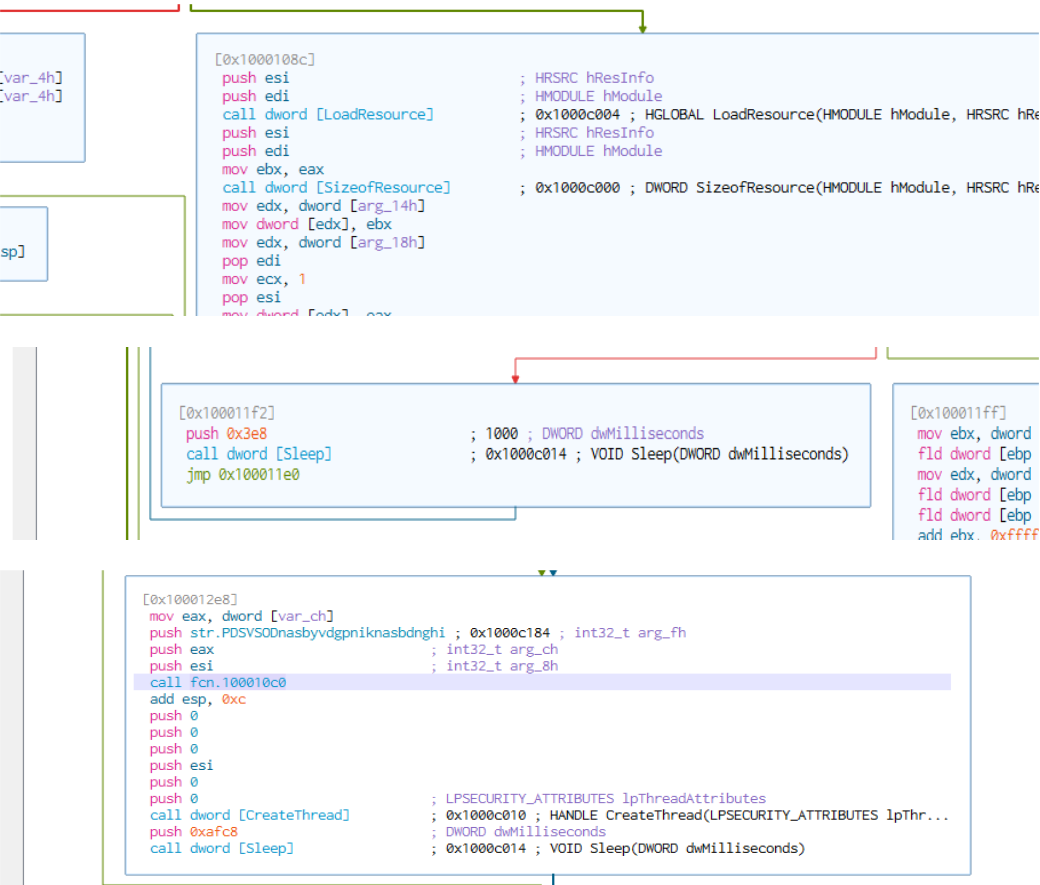 [var_4h]
[var_4h]
sp]
[0x1000108c]
push esi ; HRSRC hResInfo
push edi ; HMODULE hModule
call dword [LoadResource] ; 0x1000c004 ; HGLOBAL LoadResource(HMODULE hModule, HRSRC hRe
push esi ; HRSRC hResInfo
push edi ; HMODULE hModule
mov ebx, eax
call dword [SizeofResource] ; 0x1000c000 ; DWORD SizeofResource(HMODULE hModule, HRSRC hRe
mov edx, dword [arg_14h]
mov dword [edx], ebx
mov edx, dword [arg_18h]
pop edi
mov ecx, 1
pop esi
mov dword [edx], eax
[0x100011f2]
push 0x3e8 ; 1000 ; DWORD dwMilliseconds
call dword [Sleep] ; 0x1000c014 ; VOID Sleep(DWORD dwMilliseconds)
jmp 0x100011e0
[0x100011ff]
mov ebx, dword
fld dword [ebp
mov edx, dword
fld dword [ebp
fld dword [ebp
add ebx, 0xffff
[0x100012e8]
mov eax, dword [var_ch]
push str.PDSVSODnasbyvdgpniknasbdnghi ; 0x1000c184 ; int32_t arg_fh
push eax ; int32_t arg_ch
push esi ; int32_t arg_8h
call fcn.100010c0
add esp, 0xc
push 0
push 0
push 0
push esi
push 0
push 0 ; LPSECURITY_ATTRIBUTES lpThreadAttributes
call dword [CreateThread] ; 0x1000c010 ; HANDLE CreateThread(LPSECURITY_ATTRIBUTES lpThr...
push 0xafc8 ; DWORD dwMilliseconds
call dword [Sleep] ; 0x1000c014 ; VOID Sleep(DWORD dwMilliseconds)